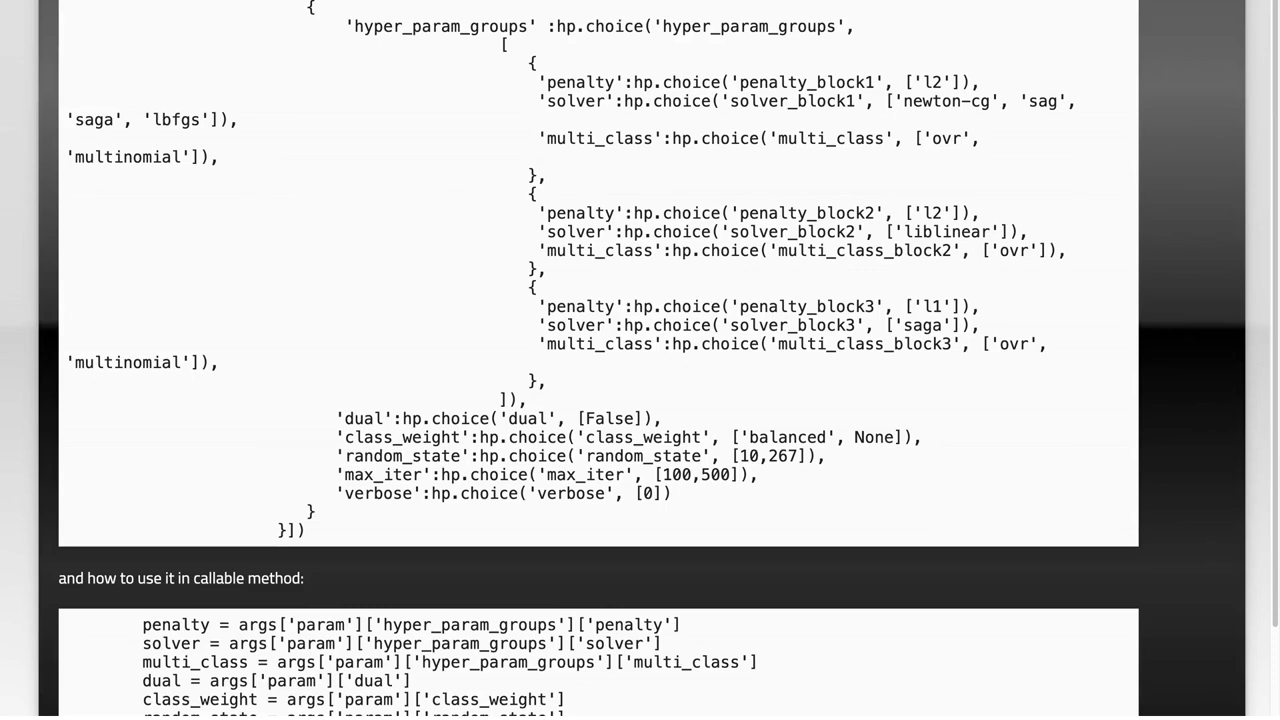 {
'hyper_param_groups' :hp.choice('hyper_param_groups',
[
{
'penalty':hp.choice('penalty_block1', ['l2']),
'solver':hp.choice('solver_block1', ['newton-cg', 'sag',
'saga', 'lbfgs']),
'multi_class':hp.choice('multi_class', ['ovr',
'multinomial']),
},
{
'penalty':hp.choice('penalty_block2', ['l2']),
'solver':hp.choice('solver_block2', ['liblinear']),
'multi_class':hp.choice('multi_class_block2', ['ovr']),
},
{
'penalty':hp.choice('penalty_block3', ['l1']),
'solver':hp.choice('solver_block3', ['saga']),
'multi_class':hp.choice('multi_class_block3', ['ovr',
'multinomial']),
},
]),
'dual':hp.choice('dual', [False]),
'class_weight':hp.choice('class_weight', ['balanced', None]),
'random_state':hp.choice('random_state', [10,267]),
'max_iter':hp.choice('max_iter', [100,500]),
'verbose':hp.choice('verbose', [0])
}
}])
and how to use it in callable method:
penalty = args['param']['hyper_param_groups']['penalty']
solver = args['param']['hyper_param_groups']['solver']
multi_class = args['param']['hyper_param_groups']['multi_class']
dual = args['param']['dual']
class_weight = args['param']['class_weight']
random_state = args['param']['random_state']